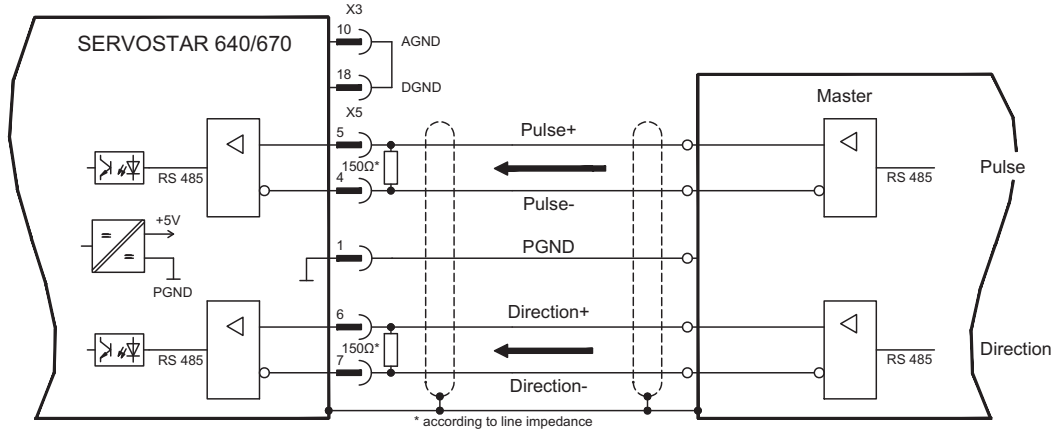 X3
SERVOSTAR 640/670
10
AGND
18
DGND
X5
Master
5
Pulse+
150Ω*
RS 485
RS 485
Pulse
4
Pulse-
+5V
=
=
1
PGND
PGND
6
Direction+
150Ω*
RS 485
RS 485
Direction
7
Direction-
* according to line impedance